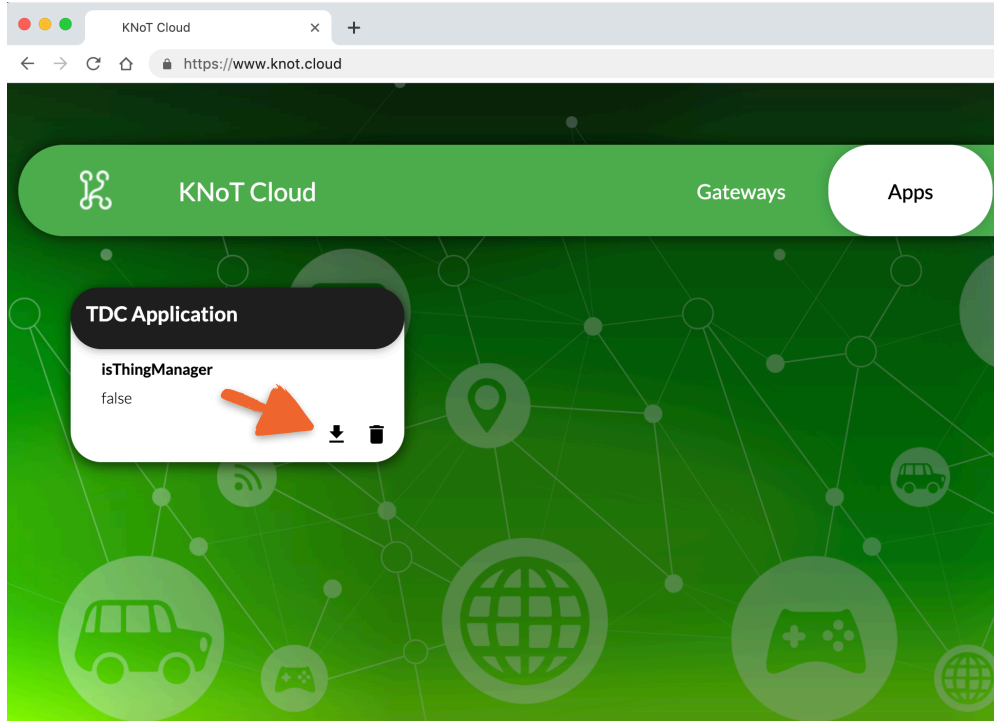 KNoT Cloud
https://www.knot.cloud
KNoT Cloud
Gateways
Apps
TDC Application
isThingManager
false